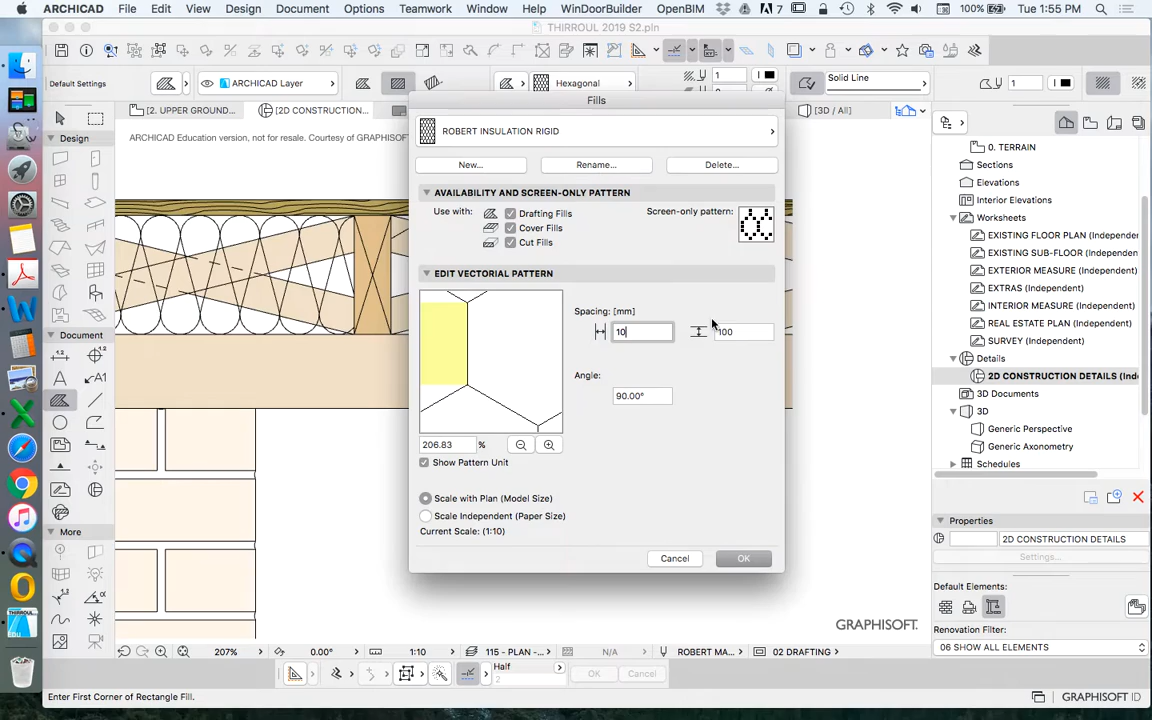 ARCHICAD File Edit View Design Document Options Teamwork Window WinDoorBuilder OpenBIM 7 100% Tue 1:55 PM
THIRROUL 2019 S2.pln
Default Settings
ARCHICAD Layer
Hexagonal
1
Solid Line
1
[2. UPPER GROUND...
[2D CONSTRUCTION...
[3D / All]
ARCHICAD Education version, not for resale. Courtesy of GRAPHISOFT
Design
Document
A
A1
More
Fills
ROBERT INSULATION RIGID
New...
Rename...
Delete...
AVAILABILITY AND SCREEN-ONLY PATTERN
Use with:
Drafting Fills
Cover Fills
Cut Fills
Screen-only pattern:
EDIT VECTORIAL PATTERN
Spacing: [mm]
10
100
Angle:
90.00°
206.83 %
Show Pattern Unit
Scale with Plan (Model Size)
Scale Independent (Paper Size)
Current Scale: (1:10)
Cancel
OK
0. TERRAIN
Sections
Elevations
Interior Elevations
Worksheets
EXISTING FLOOR PLAN (Independer
EXISTING SUB-FLOOR (Independen
EXTERIOR MEASURE (Independent)
EXTRAS (Independent)
INTERIOR MEASURE (Independent)
REAL ESTATE PLAN (Independent)
SURVEY (Independent)
Details
2D CONSTRUCTION DETAILS (Ind
3D Documents
3D
Generic Perspective
Generic Axonometry
Schedules
Properties
2D CONSTRUCTION DETAILS
Settings...
Default Elements:
Renovation Filter:
06 SHOW ALL ELEMENTS
GRAPHISOFT.
207%
0.00°
1:10
115 - PLAN -...
N/A
ROBERT MA...
02 DRAFTING
Half
2
OK
Cancel
Enter First Corner of Rectangle Fill.
GRAPHISOFT ID